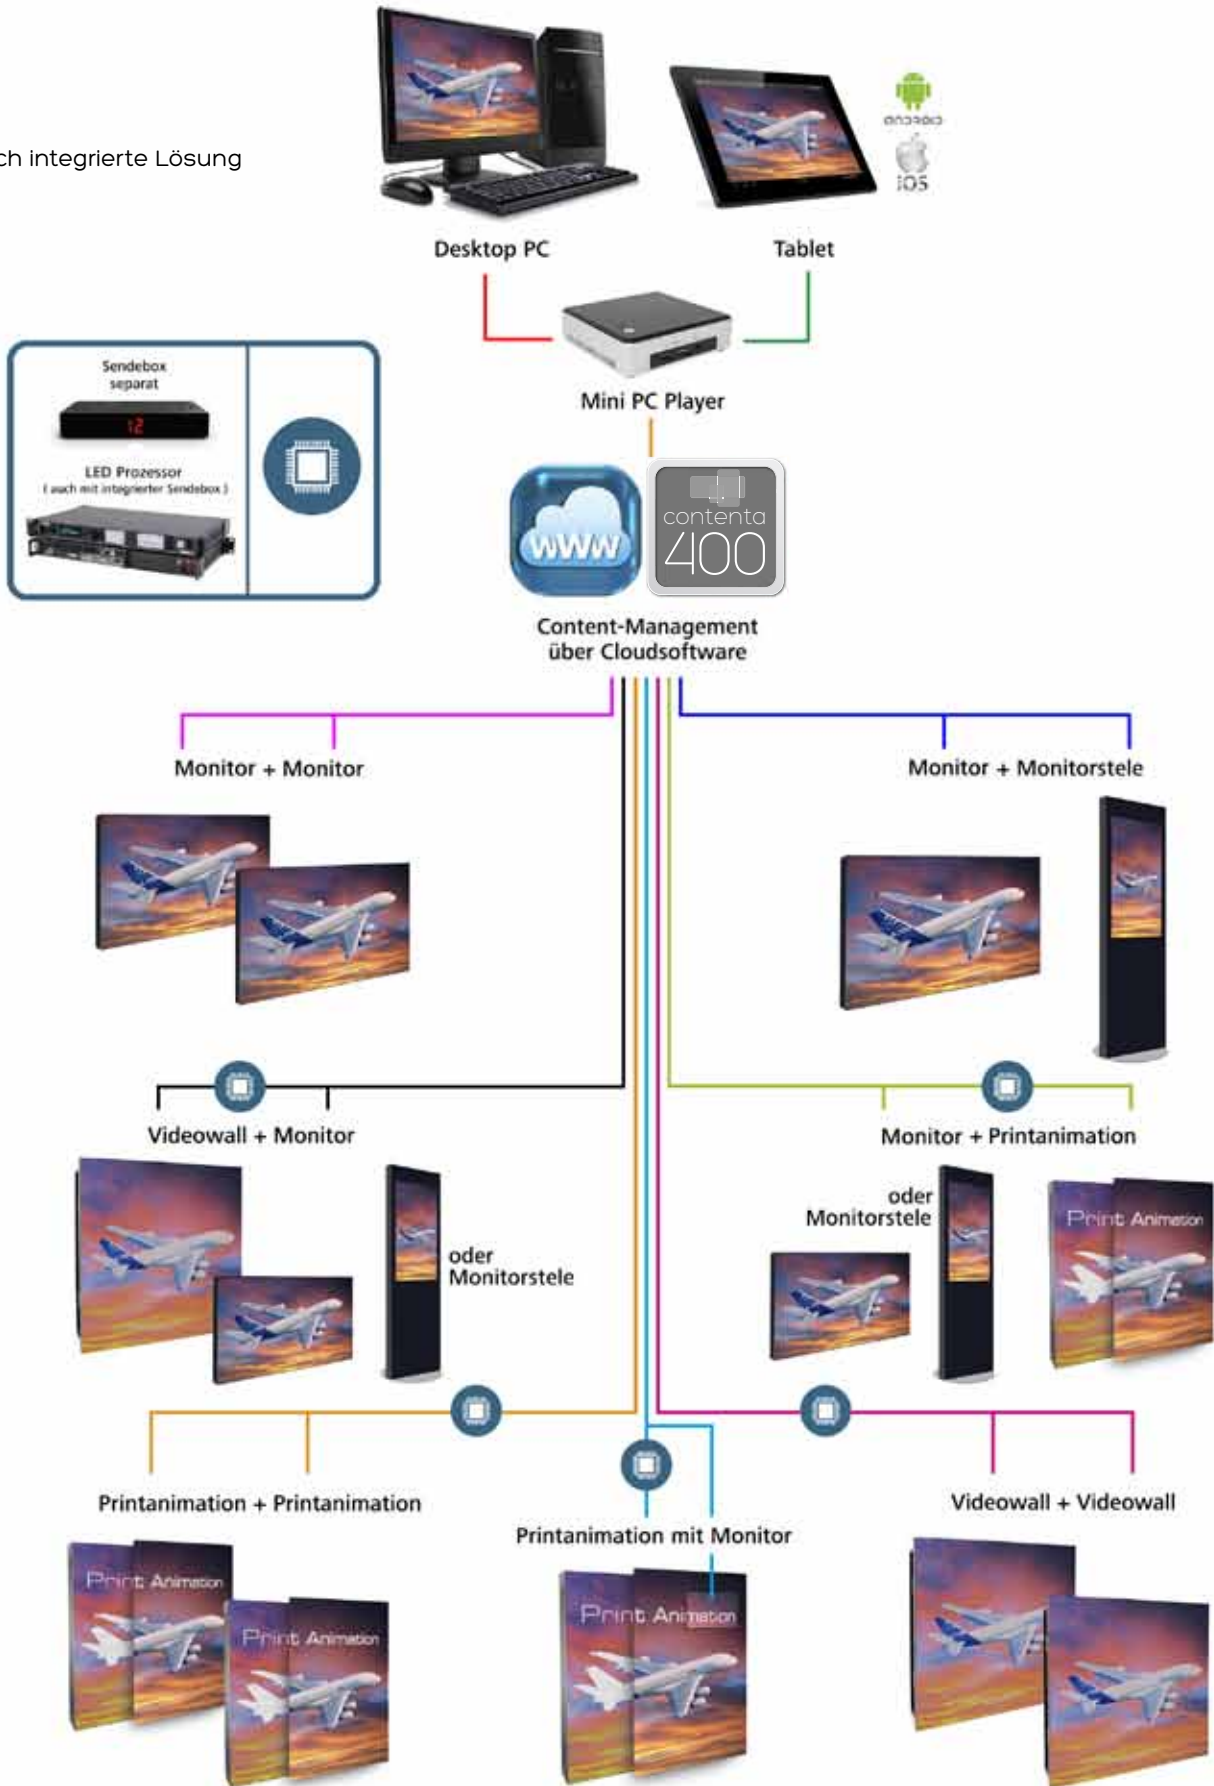 ch integrierte Lösung
android
iOS
Desktop PC
Tablet
Sendebox
separat
12
LED Prozessor
( auch mit integrierter Sendebox )
Mini PC Player
www
contenta
400
Content-Management
über Cloudsoftware
Monitor + Monitor
Monitor + Monitorstele
Videowall + Monitor
oder
Monitorstele
Monitor + Printanimation
oder
Monitorstele
Print Animation
Printanimation + Printanimation
Print Animation
Print Animation
Printanimation mit Monitor
Print Animation
Videowall + Videowall